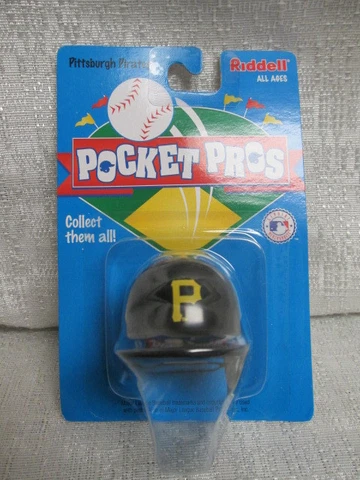 Pittsburgh Pirates
Riddell
ALL AGES
POCKET PROS
Collect
them all!
P